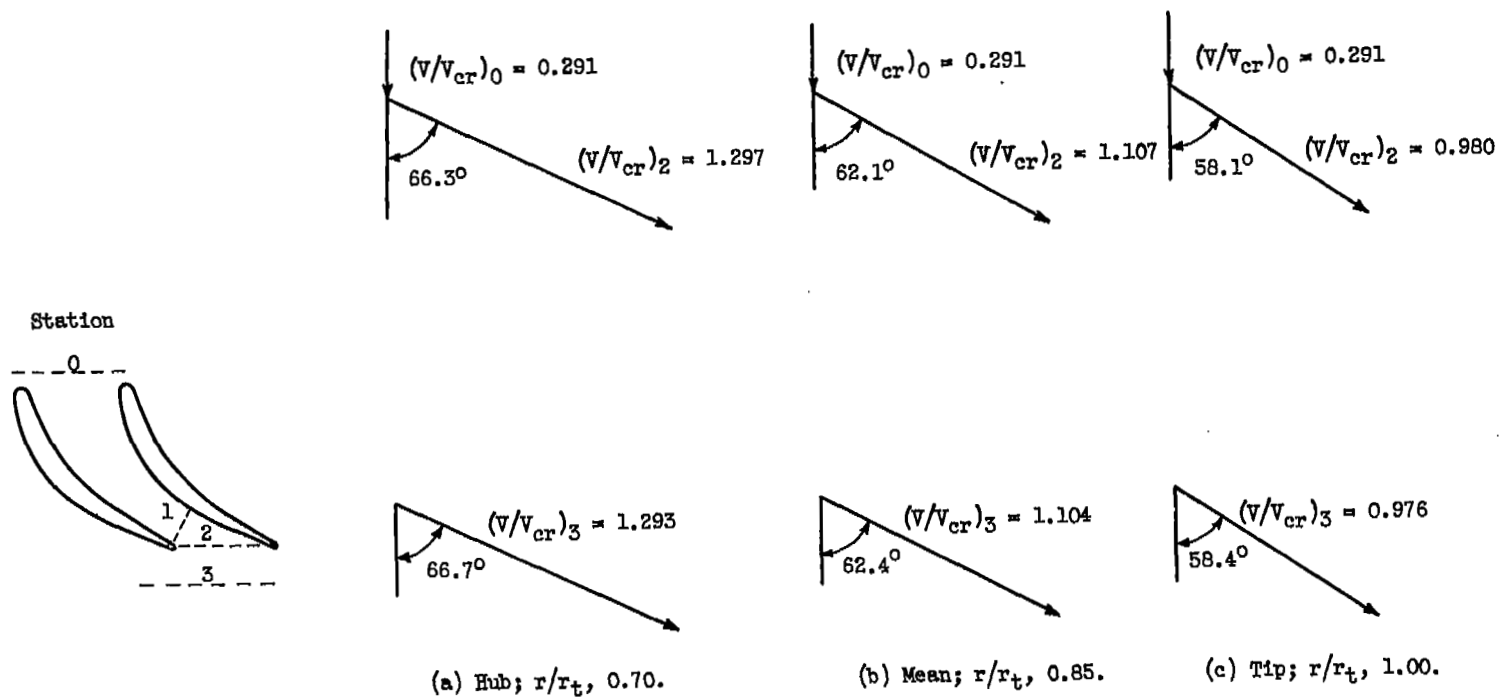 (V/Vcr)0 = 0.291
(V/Vcr)2 = 1.297
66.3°
(V/Vcr)0 = 0.291
(V/Vcr)2 = 1.107
62.1°
(V/Vcr)0 = 0.291
(V/Vcr)2 = 0.980
58.1°
Station
0
1
2
3
(V/Vcr)3 = 1.293
66.7°
(V/Vcr)3 = 1.104
62.4°
(V/Vcr)3 = 0.976
58.4°
(a) Hub; r/rt, 0.70.
(b) Mean; r/rt, 0.85.
(c) Tip; r/rt, 1.00.